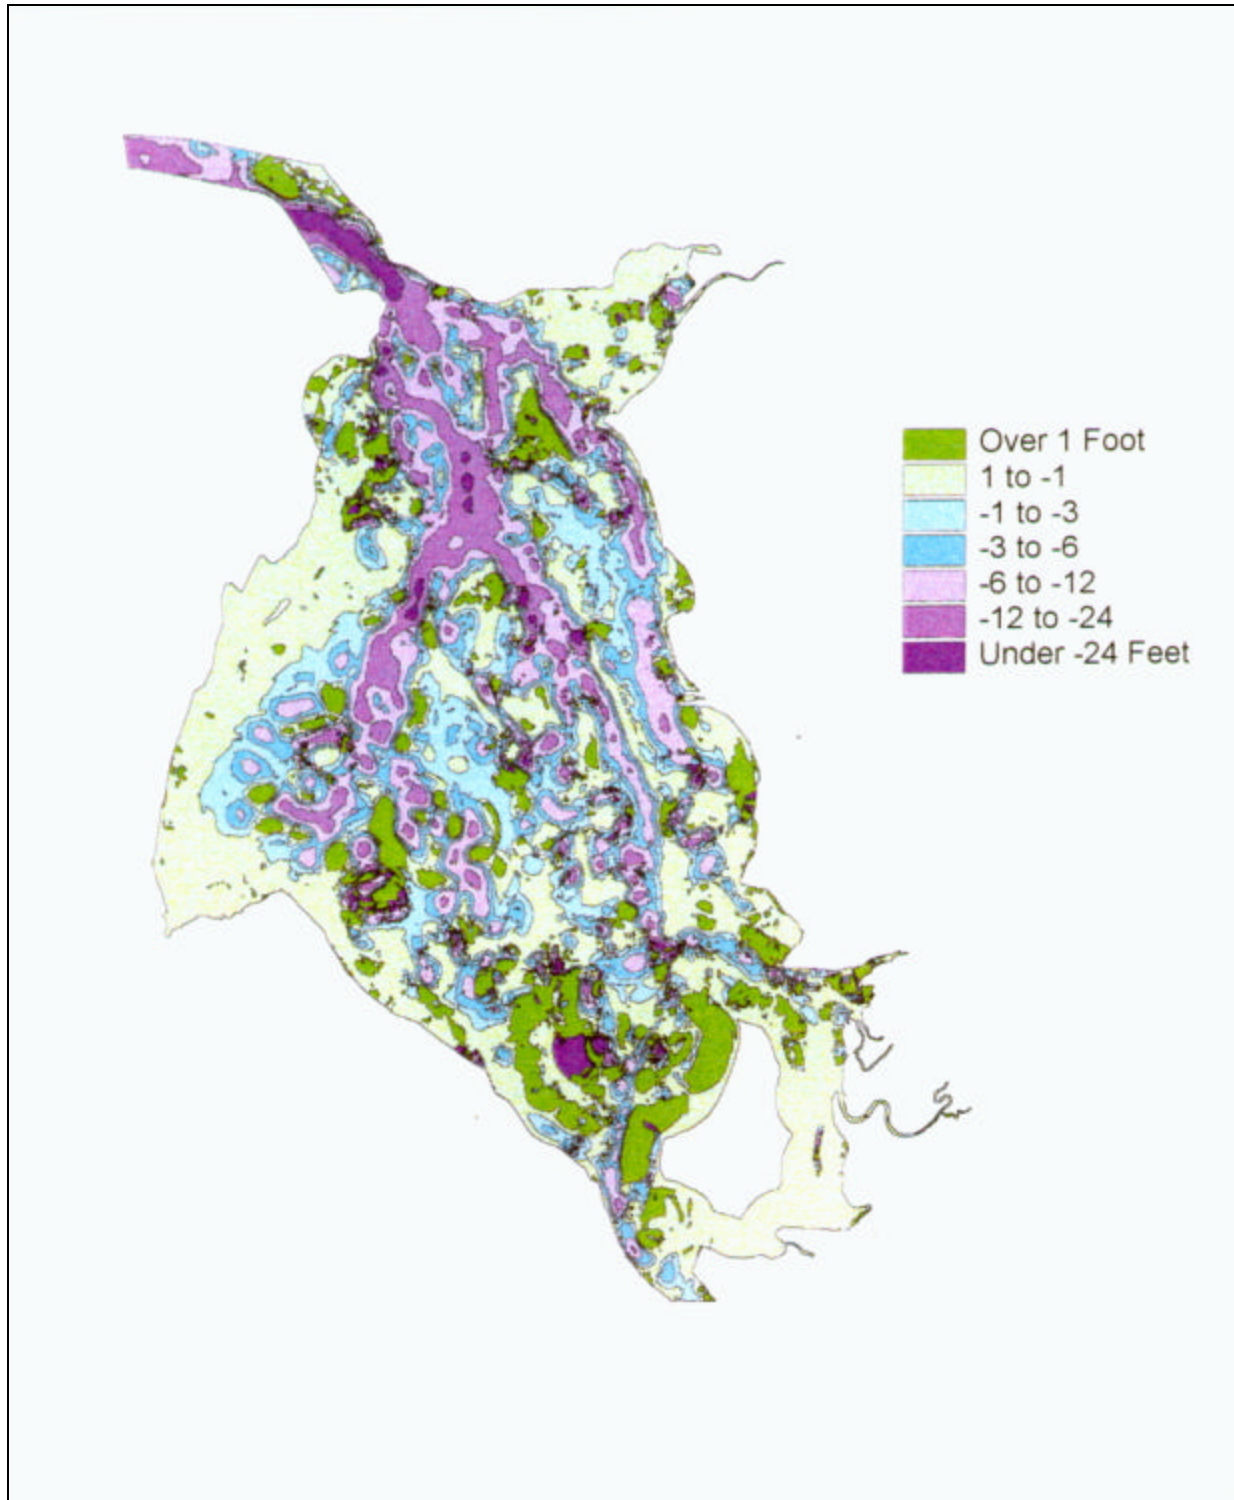 Over 1 Foot
1 to -1
-1 to -3
-3 to -6
-6 to -12
-12 to -24
Under -24 Feet